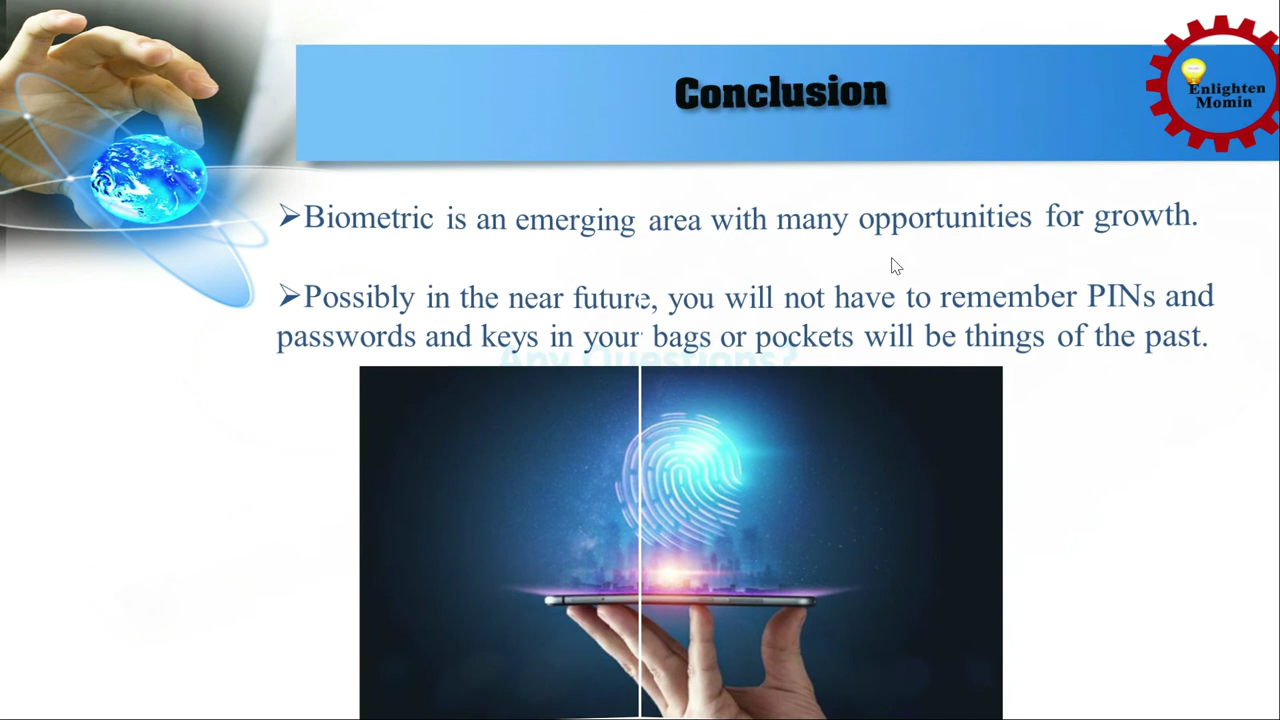 Conclusion
Enlighten
Momin
➢Biometric is an emerging area with many opportunities for growth.
➢Possibly in the near future, you will not have to remember PINs and
passwords and keys in your bags or pockets will be things of the past.
Any Questions?